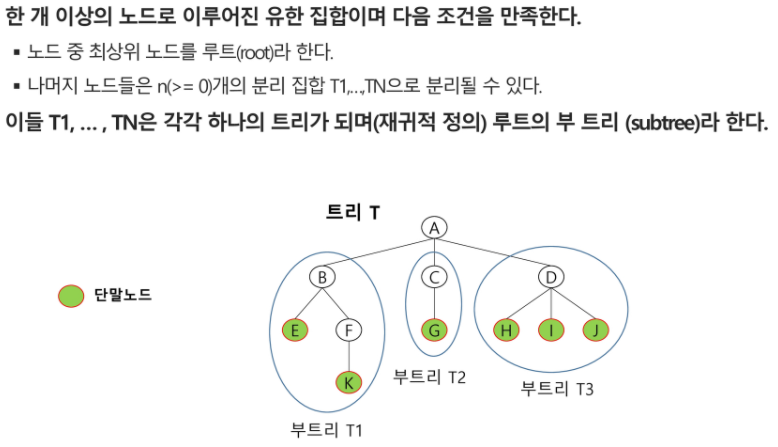 한 개 이상의 노드로 이루어진 유한 집합이며 다음 조건을 만족한다.
▪ 노드 중 최상위 노드를 루트(root)라 한다.
▪ 나머지 노드들은 n(>= 0)개의 분리 집합 T1,...,TN으로 분리될 수 있다.
이들 T1, ... , TN은 각각 하나의 트리가 되며(재귀적 정의) 루트의 부 트리 (subtree)라 한다.
트리 T
A
B C D
단말노드
E F G H I J
K
부트리 T2
부트리 T3
부트리 T1